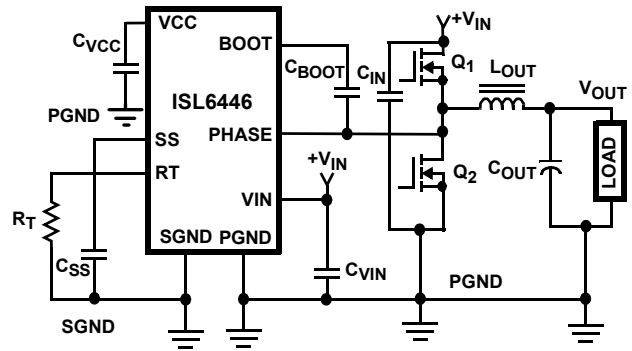 +VIN
VCC
CVCC
BOOT
CBOOT
CIN
Q1
LOUT
VOUT
ISL6446
PGND
SS
PHASE
+VIN
RT
Q2
COUT
LOAD
VIN
RT
CSS
SGND
PGND
CVIN
PGND
SGND